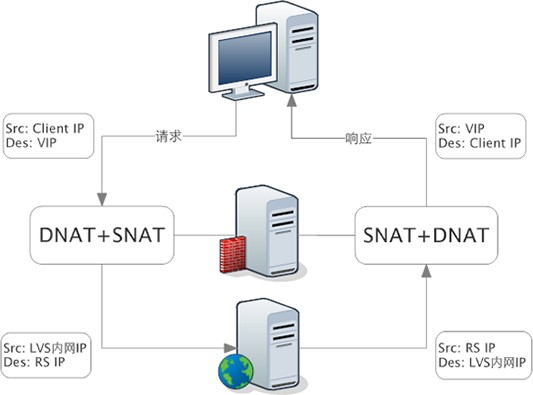 Src: Client IP
Des: VIP
请求
响应
Src: VIP
Des: Client IP
DNAT+SNAT
SNAT+DNAT
Src: LVS内网IP
Des: RS IP
Src: RS IP
Des: LVS内网IP